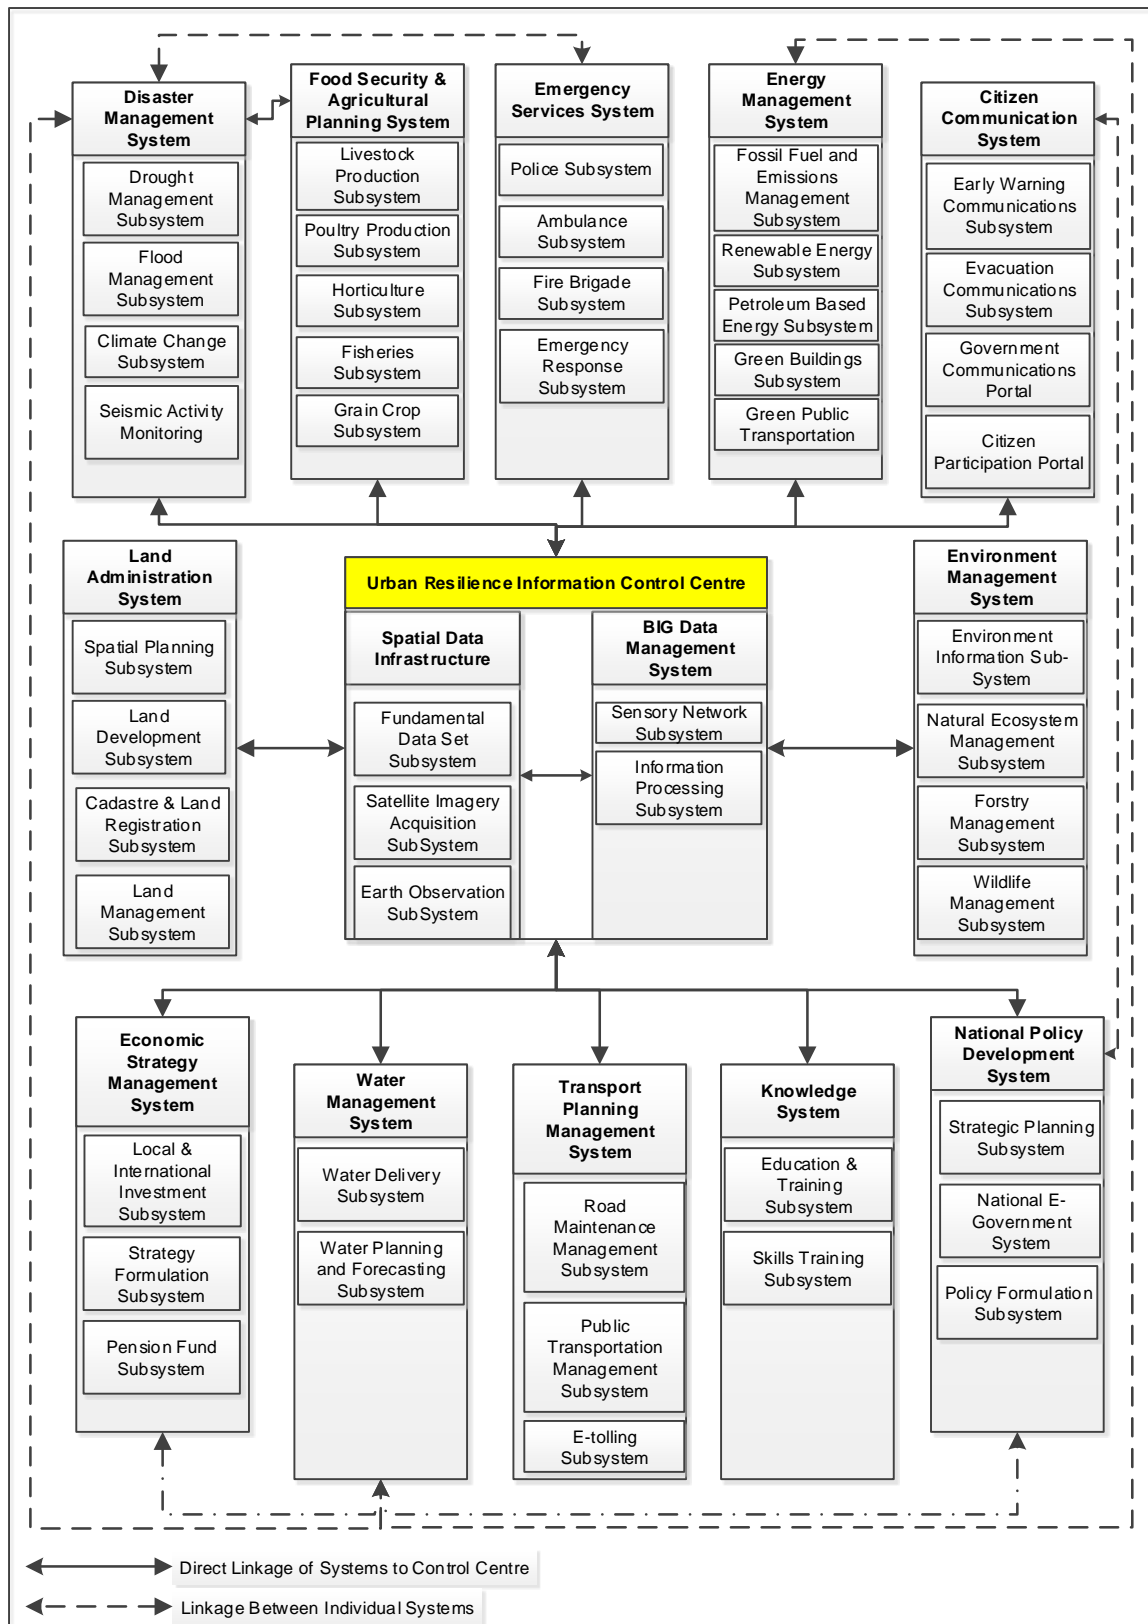 Disaster
Management
System
Drought
Management
Subsystem
Flood
Management
Subsystem
Climate Change
Subsystem
Seismic Activity
Monitoring
Food Security &
Agricultural
Planning System
Livestock
Production
Subsystem
Poultry Production
Subsystem
Horticulture
Subsystem
Fisheries
Subsystem
Grain Crop
Subsystem
Emergency
Services System
Police Subsystem
Ambulance
Subsystem
Fire Brigade
Subsystem
Emergency
Response
Subsystem
Energy
Management
System
Fossil Fuel and
Emissions
Management
Subsystem
Renewable Energy
Subsystem
Petroleum Based
Energy Subsystem
Green Buildings
Subsystem
Green Public
Transportation
Citizen
Communication
System
Early Warning
Communications
Subsystem
Evacuation
Communications
Subsystem
Government
Communications
Portal
Citizen
Participation Portal
Land
Administration
System
Spatial Planning
Subsystem
Land
Development
Subsystem
Cadastre & Land
Registration
Subsystem
Land
Management
Subsystem
Urban Resilience Information Control Centre
Spatial Data
Infrastructure
Fundamental
Data Set
Subsystem
Satellite Imagery
Acquisition
SubSystem
Earth Observation
SubSystem
BIG Data
Management
System
Sensory Network
Subsystem
Information
Processing
Subsystem
Environment
Management
System
Environment
Information Sub-
System
Natural Ecosystem
Management
Subsystem
Forstry
Management
Subsystem
Wildlife
Management
Subsystem
Economic
Strategy
Management
System
Local &
International
Investment
Subsystem
Strategy
Formulation
Subsystem
Pension Fund
Subsystem
Water
Management
System
Water Delivery
Subsystem
Water Planning
and Forecasting
Subsystem
Transport
Planning
Management
System
Road
Maintenance
Management
Subsystem
Public
Transportation
Management
Subsystem
E-tolling
Subsystem
Knowledge
System
Education &
Training
Subsystem
Skills Training
Subsystem
National Policy
Development
System
Strategic Planning
Subsystem
National E-
Government
System
Policy Formulation
Subsystem
Direct Linkage of Systems to Control Centre
Linkage Between Individual Systems